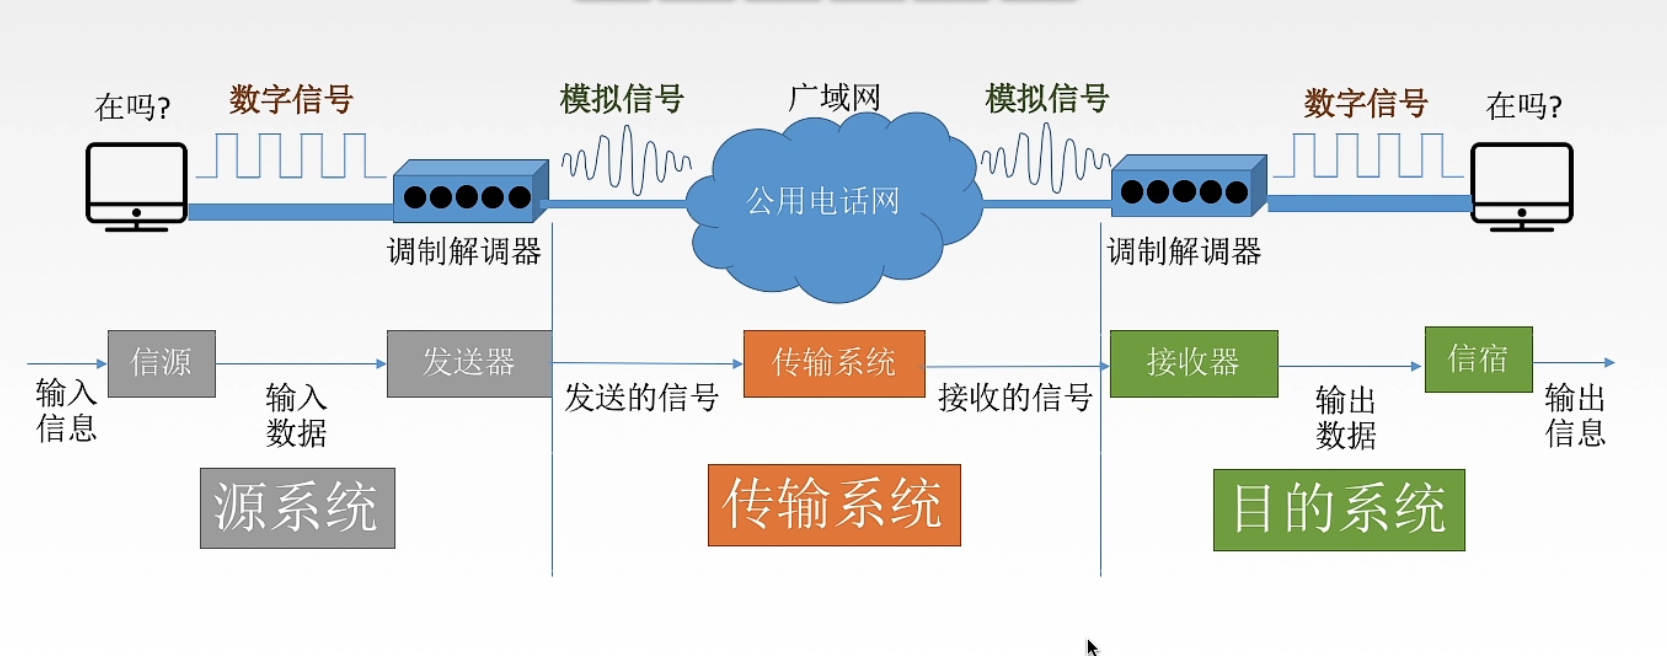 在吗?
数字信号
模拟信号
广域网
模拟信号
数字信号
在吗?
公用电话网
调制解调器
调制解调器
信源
发送器
传输系统
接收器
信宿
输入
信息
输入
数据
发送的信号
接收的信号
输出
数据
输出
信息
源系统
传输系统
目的系统